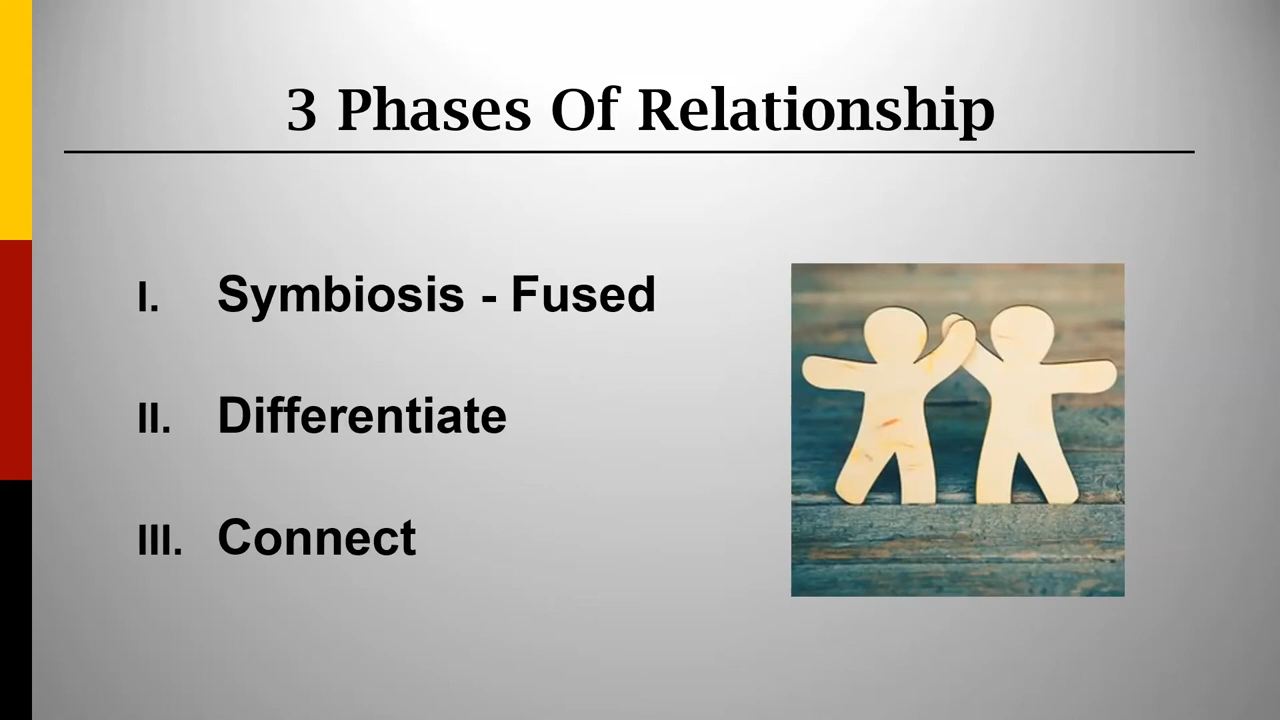 3 Phases Of Relationship
I. Symbiosis - Fused
II. Differentiate
III. Connect